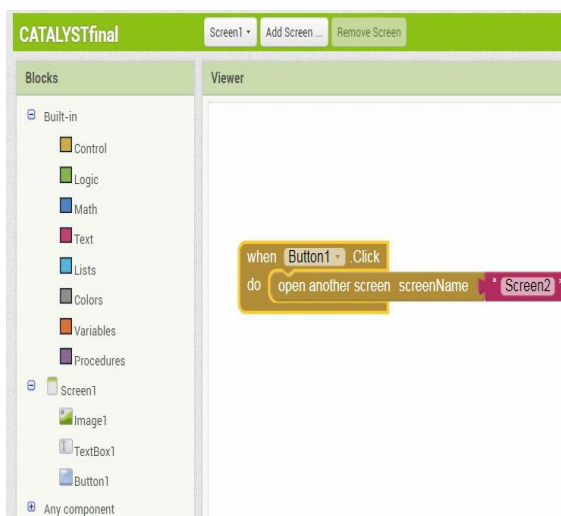 CATALYSTfinal
Screen1 Add Screen ... Remove Screen
Blocks
Viewer
Built-in
Control
Logic
Math
Text
Lists
Colors
Variables
Procedures
Screen1
Image1
TextBox1
Button1
Any component
when Button1 .Click
do open another screen screenName " Screen2 "